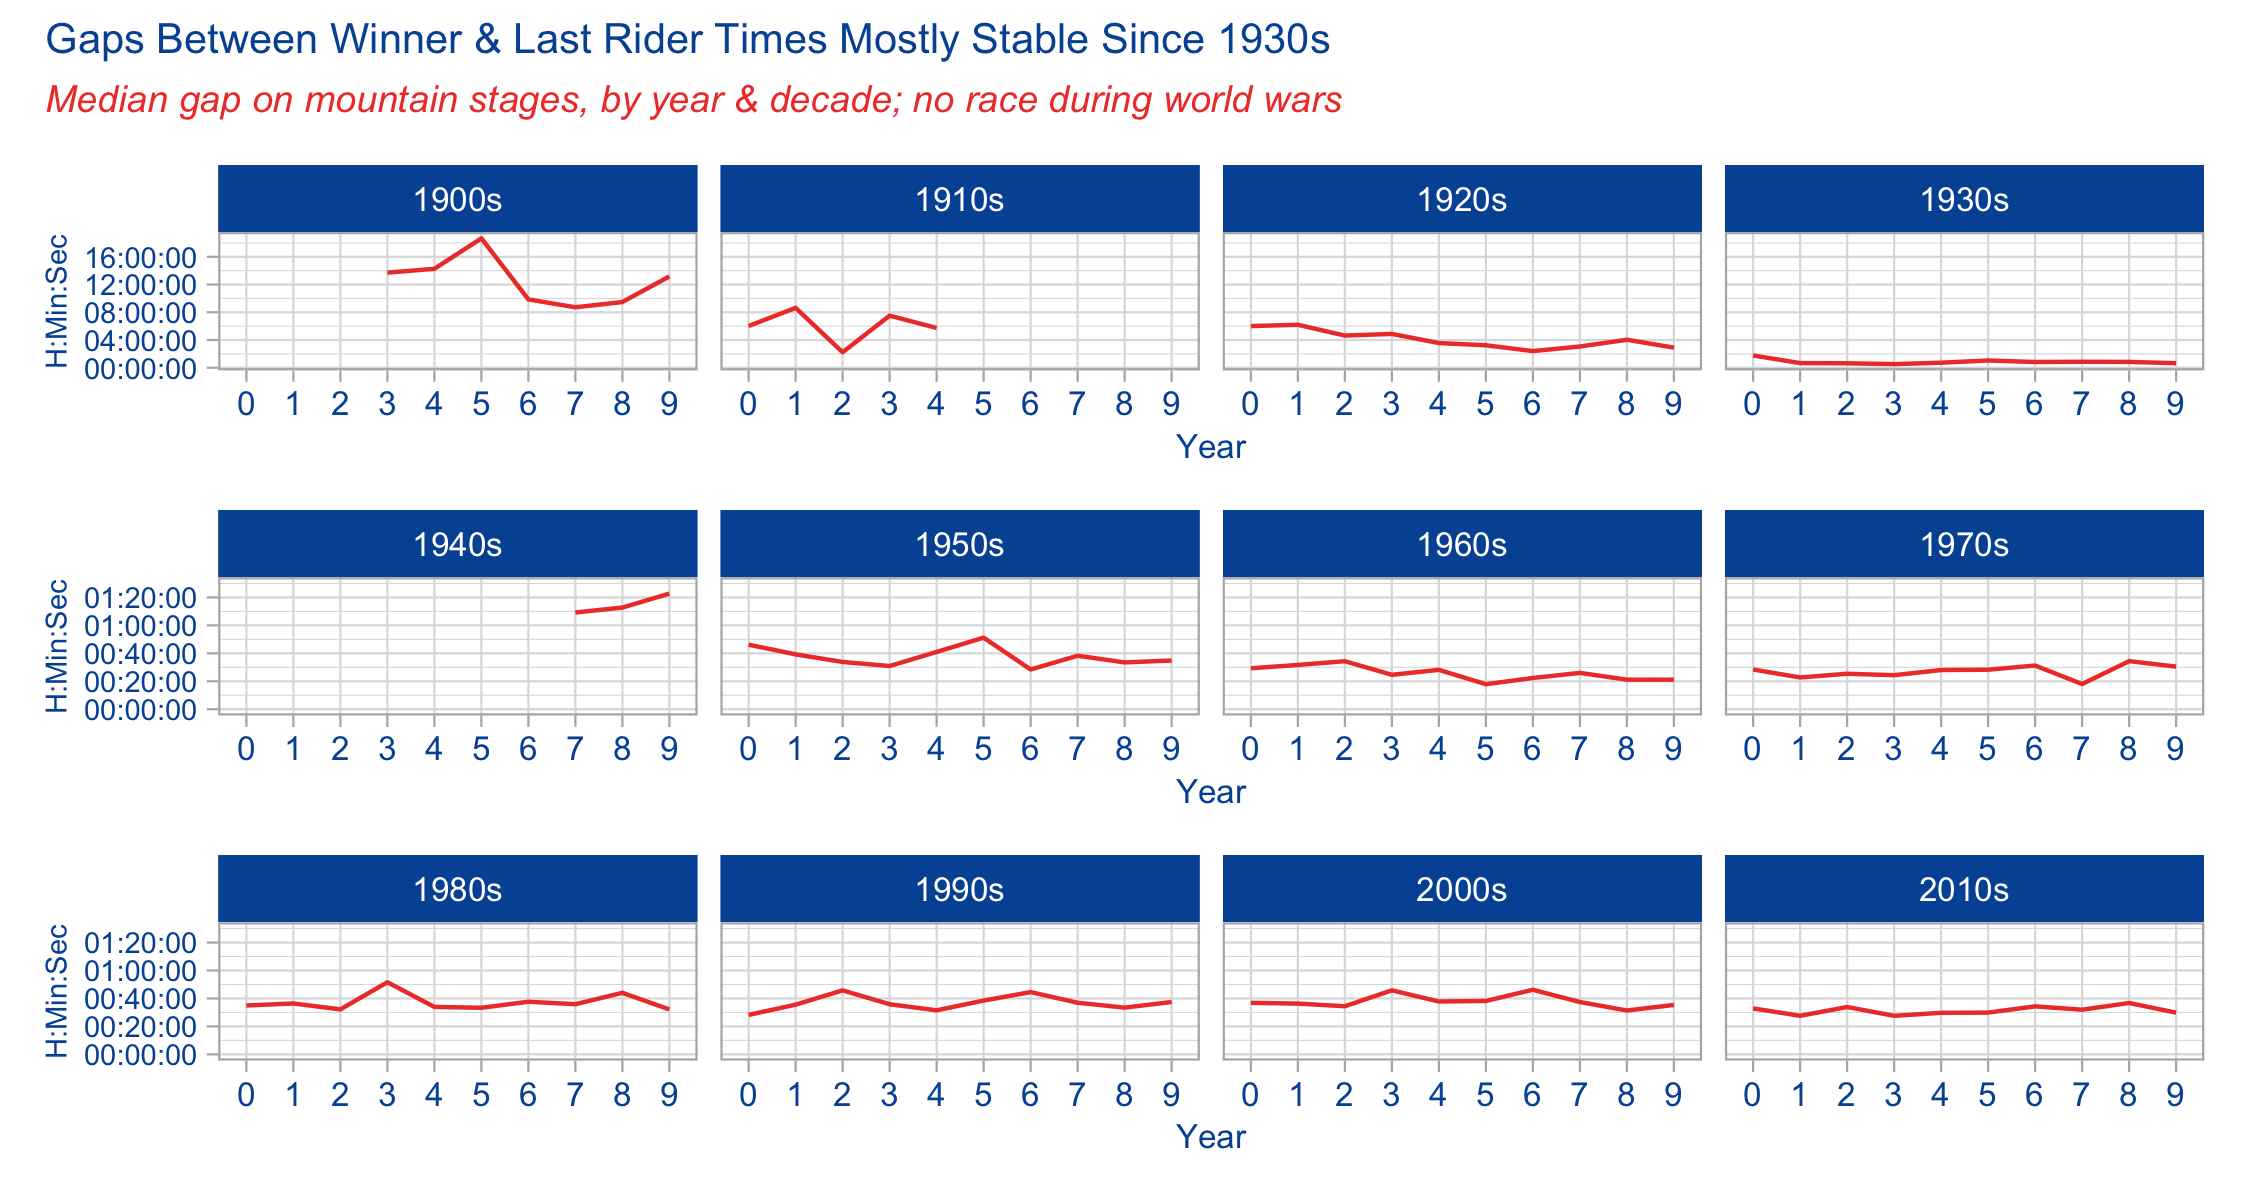 Gaps Between Winner & Last Rider Times Mostly Stable Since 1930s
Median gap on mountain stages, by year & decade; no race during world wars
1900s 1910s 1920s 1930s
H:Min:Sec
16:00:00
12:00:00
08:00:00
04:00:00
00:00:00
0 1 2 3 4 5 6 7 8 9 0 1 2 3 4 5 6 7 8 9 0 1 2 3 4 5 6 7 8 9 0 1 2 3 4 5 6 7 8 9
Year
1940s 1950s 1960s 1970s
H:Min:Sec
01:20:00
01:00:00
00:40:00
00:20:00
00:00:00
0 1 2 3 4 5 6 7 8 9 0 1 2 3 4 5 6 7 8 9 0 1 2 3 4 5 6 7 8 9 0 1 2 3 4 5 6 7 8 9
Year
1980s 1990s 2000s 2010s
H:Min:Sec
01:20:00
01:00:00
00:40:00
00:20:00
00:00:00
0 1 2 3 4 5 6 7 8 9 0 1 2 3 4 5 6 7 8 9 0 1 2 3 4 5 6 7 8 9 0 1 2 3 4 5 6 7 8 9
Year